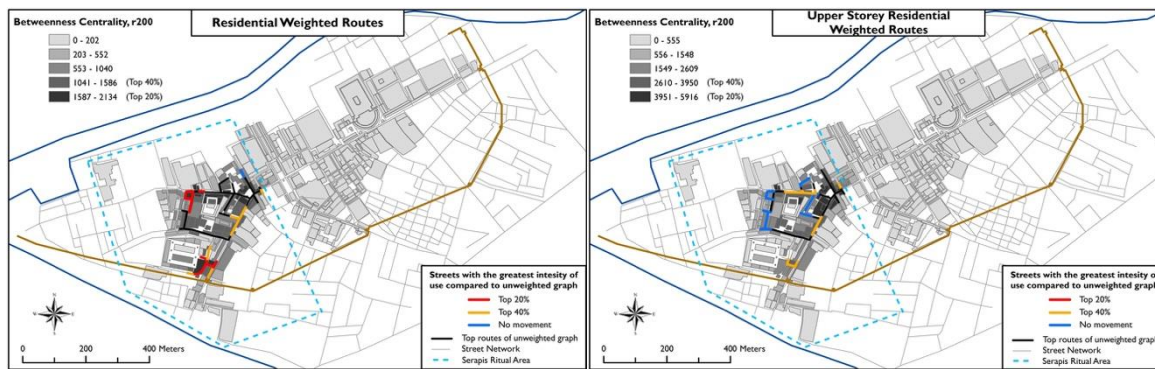 Betweenness Centrality, r200
0 - 202
203 - 552
553 - 1040
1041 - 1586 (Top 40%)
1587 - 2134 (Top 20%)
Residential Weighted Routes
Streets with the greatest intesity of
use compared to unweighted graph
Top 20%
Top 40%
No movement
Top routes of unweighted graph
Street Network
Serapis Ritual Area
N
E
S
W
0 200 400 Meters
Betweenness Centrality, r200
0 - 555
556 - 1548
1549 - 2609
2610 - 3950 (Top 40%)
3951 - 5916 (Top 20%)
Upper Storey Residential
Weighted Routes
Streets with the greatest intesity of
use compared to unweighted graph
Top 20%
Top 40%
No movement
Top routes of unweighted graph
Street Network
Serapis Ritual Area
N
E
S
W
0 200 400 Meters